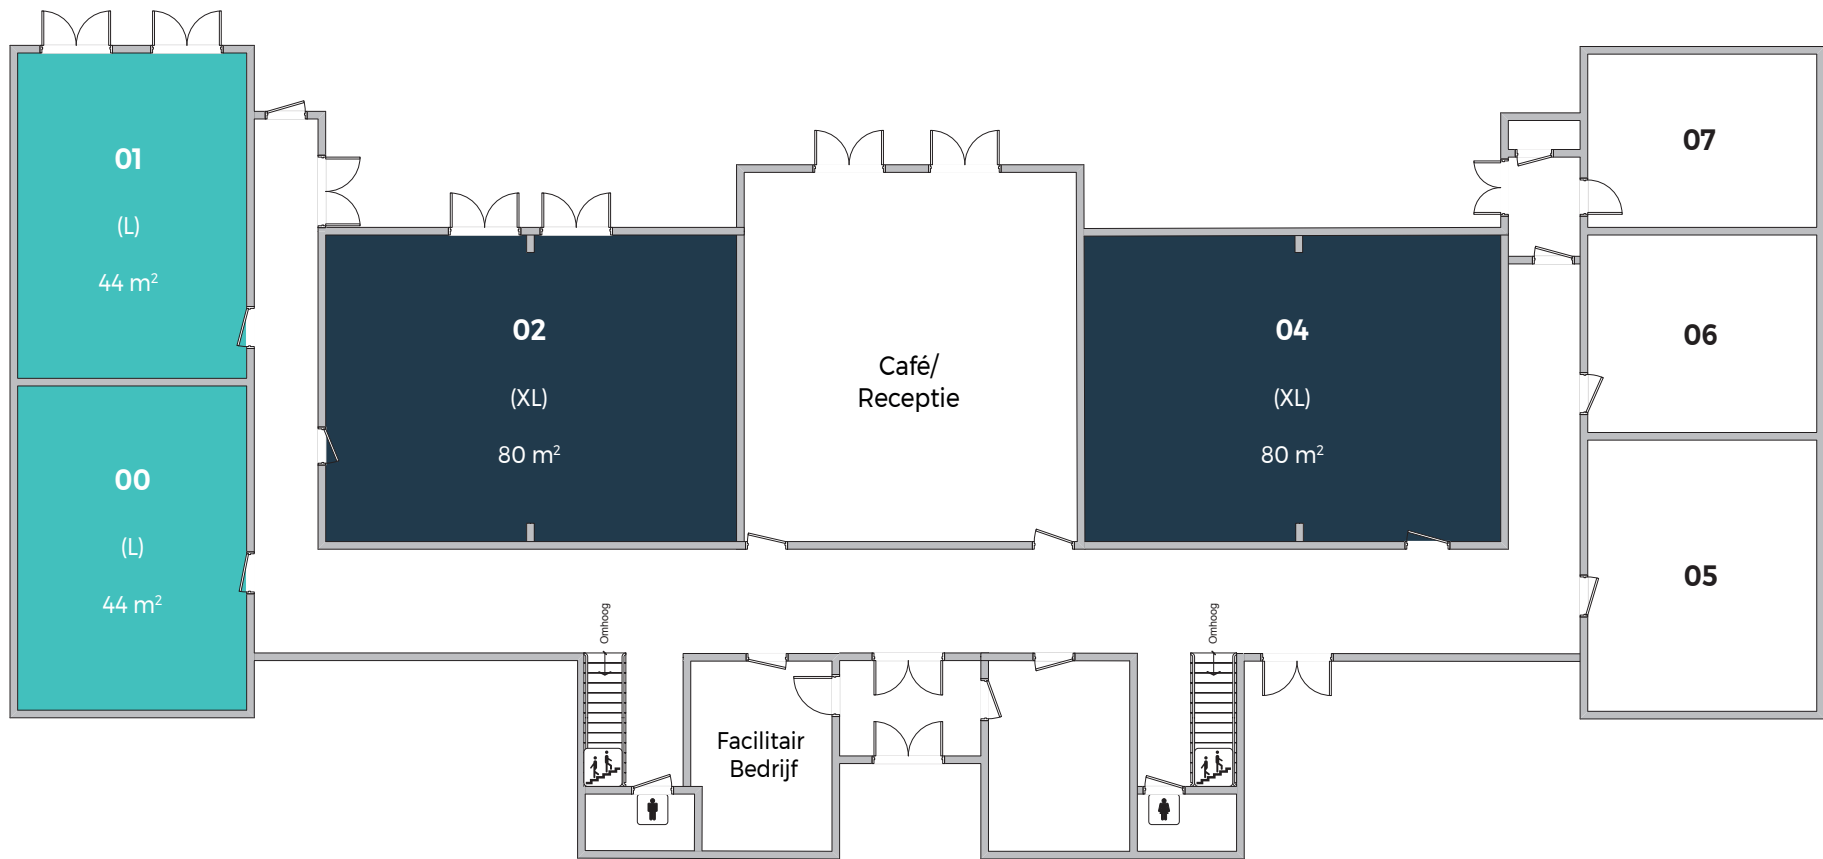 01
(L)
44 m²
00
(L)
44 m²
02
(XL)
80 m²
Café/
Receptie
04
(XL)
80 m²
07
06
05
Omhoog
Omhoog
Facilitair
Bedrijf